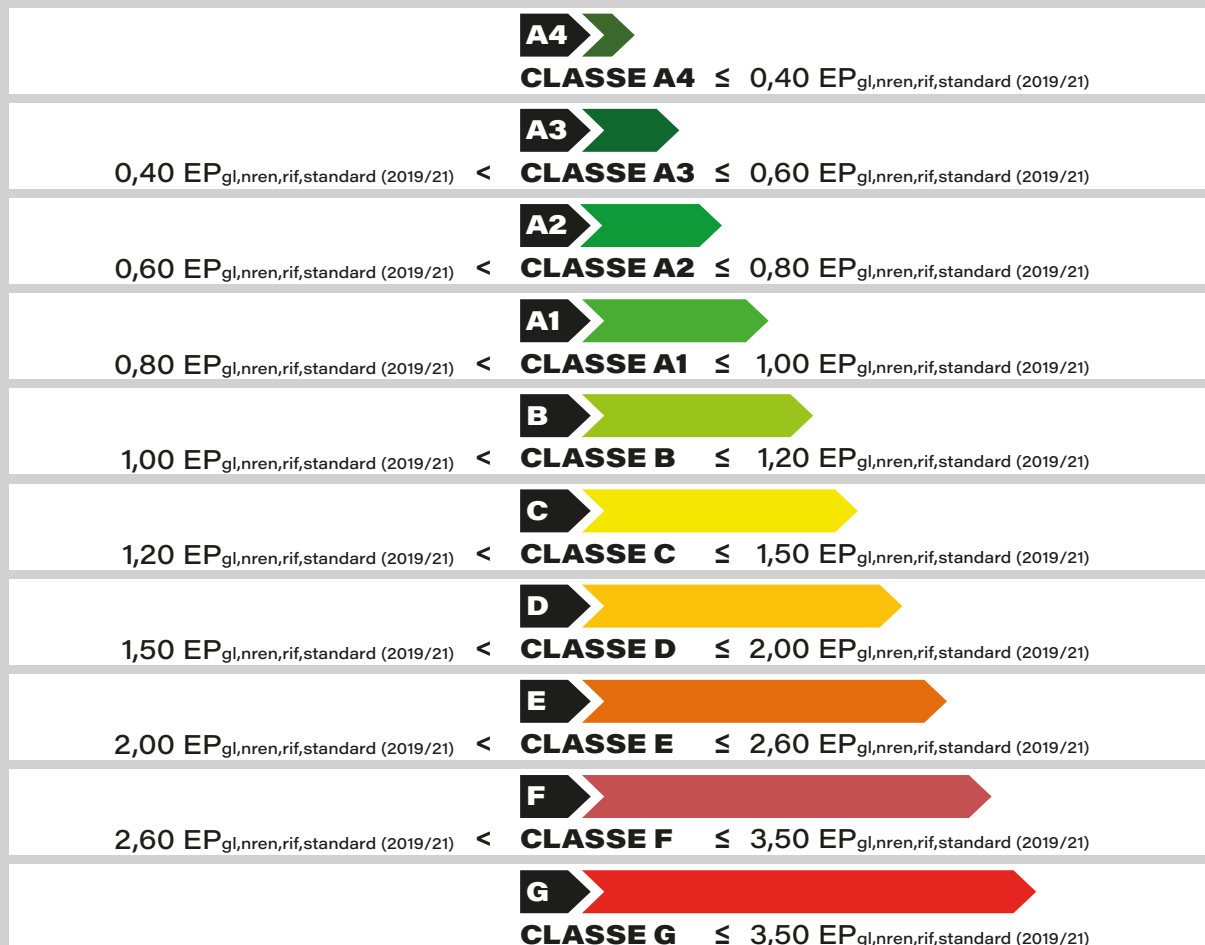 A4
CLASSE A4 ≤ 0,40 EPgl,nren,rif,standard (2019/21)
A3
0,40 EPgl,nren,rif,standard (2019/21) < CLASSE A3 ≤ 0,60 EPgl,nren,rif,standard (2019/21)
A2
0,60 EPgl,nren,rif,standard (2019/21) < CLASSE A2 ≤ 0,80 EPgl,nren,rif,standard (2019/21)
A1
0,80 EPgl,nren,rif,standard (2019/21) < CLASSE A1 ≤ 1,00 EPgl,nren,rif,standard (2019/21)
B
1,00 EPgl,nren,rif,standard (2019/21) < CLASSE B ≤ 1,20 EPgl,nren,rif,standard (2019/21)
C
1,20 EPgl,nren,rif,standard (2019/21) < CLASSE C ≤ 1,50 EPgl,nren,rif,standard (2019/21)
D
1,50 EPgl,nren,rif,standard (2019/21) < CLASSE D ≤ 2,00 EPgl,nren,rif,standard (2019/21)
E
2,00 EPgl,nren,rif,standard (2019/21) < CLASSE E ≤ 2,60 EPgl,nren,rif,standard (2019/21)
F
2,60 EPgl,nren,rif,standard (2019/21) < CLASSE F ≤ 3,50 EPgl,nren,rif,standard (2019/21)
G
CLASSE G ≤ 3,50 EPgl,nren,rif,standard (2019/21)